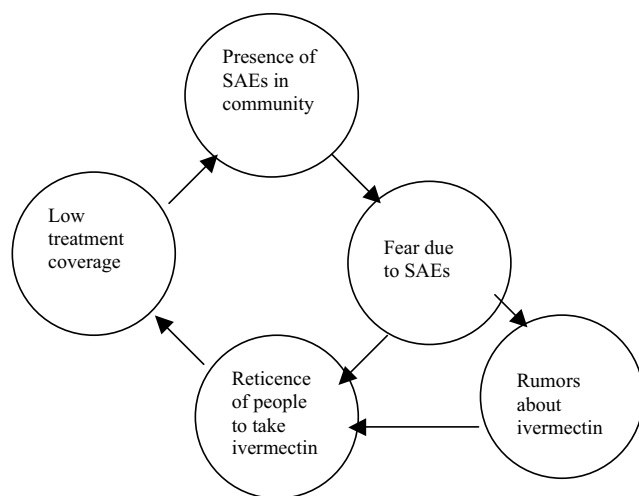 Presence of
SAEs in
community
Low
treatment
coverage
Fear due
to SAEs
Reticence
of people
to take
ivermectin
Rumors
about
ivermectin